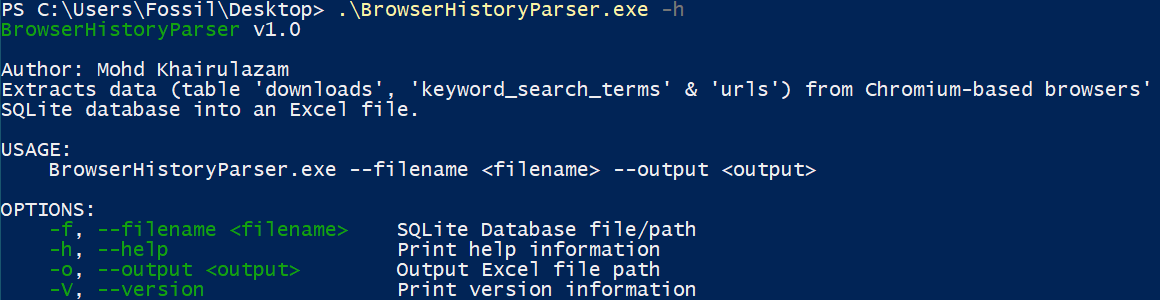 PS C:\Users\Fossil\Desktop> .\BrowserHistoryParser.exe -h
BrowserHistoryParser v1.0
Author: Mohd Khairulazam
Extracts data (table 'downloads', 'keyword_search_terms' & 'urls') from Chromium-based browsers'
SQLite database into an Excel file.
USAGE:
    BrowserHistoryParser.exe --filename <filename> --output <output>
OPTIONS:
    -f, --filename <filename>    SQLite Database file/path
    -h, --help                   Print help information
    -o, --output <output>        Output Excel file path
    -V, --version                Print version information